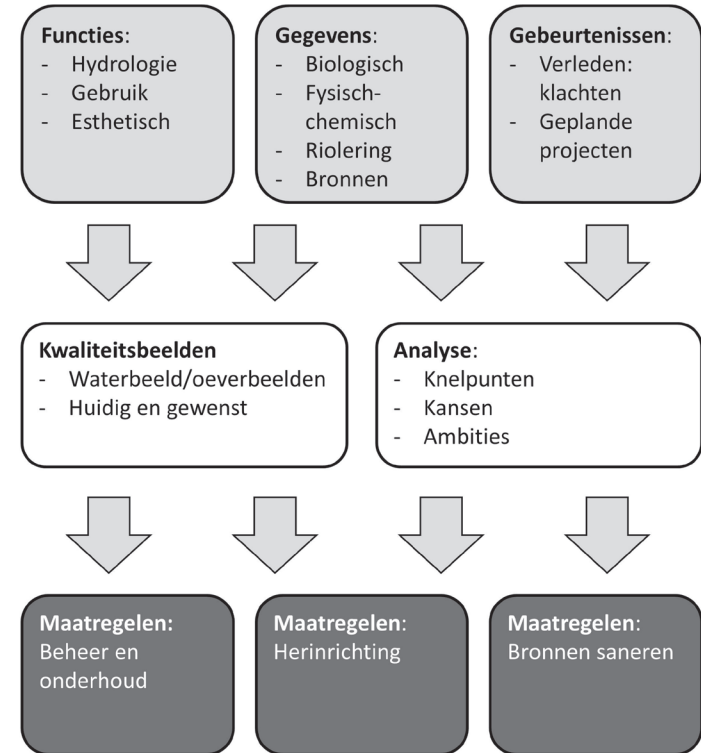 Functies:
- Hydrologie
- Gebruik
- Esthetisch
Gegevens:
- Biologisch
- Fysisch-
chemisch
- Riolering
- Bronnen
Gebeurtenissen:
- Verleden:
klachten
- Geplande
projecten
Kwaliteitsbeelden
- Waterbeeld/oeverbeelden
- Huidig en gewenst
Analyse:
- Knelpunten
- Kansen
- Ambities
Maatregelen:
Beheer en
onderhoud
Maatregelen:
Herinrichting
Maatregelen:
Bronnen saneren